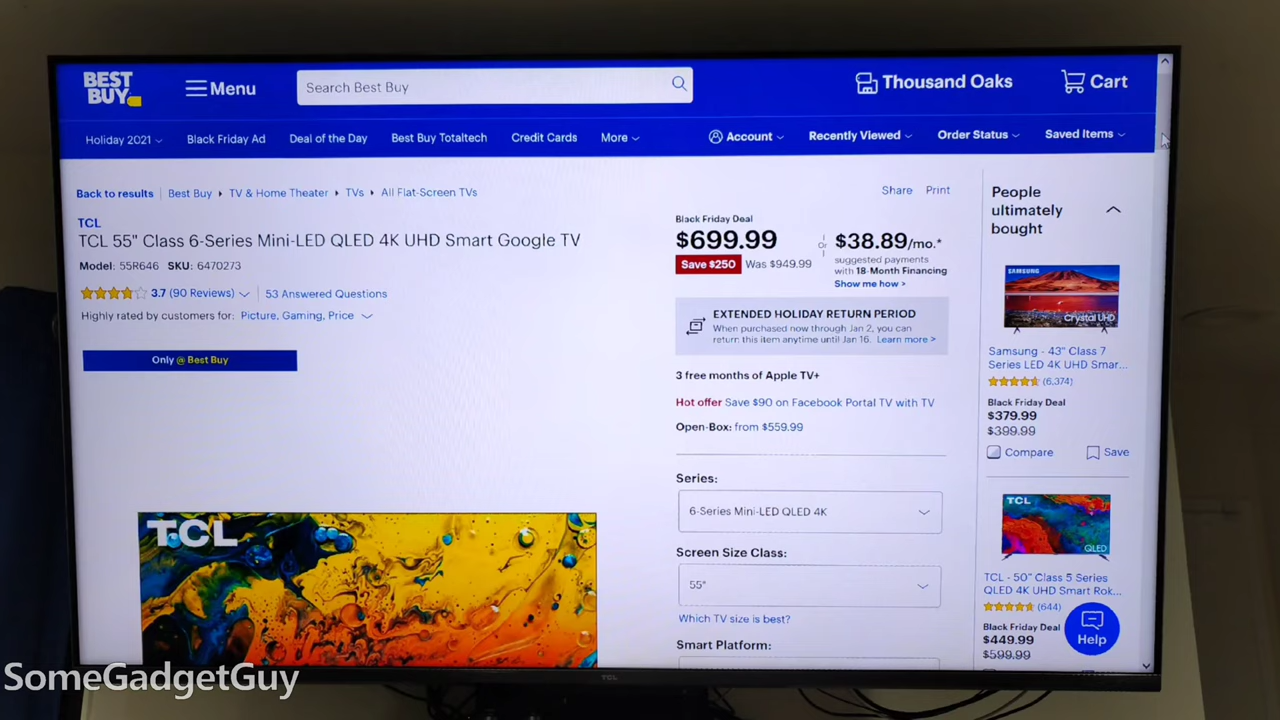 BEST
BUY
Menu
Search Best Buy
Thousand Oaks
Cart
Holiday 2021
Black Friday Ad
Deal of the Day
Best Buy Totaltech
Credit Cards
More
Account
Recently Viewed
Order Status
Saved Items
Back to results
Best Buy
TV & Home Theater
TVs
All Flat-Screen TVs
Share
Print
TCL
TCL 55" Class 6-Series Mini-LED QLED 4K UHD Smart Google TV
Model: 55R646 SKU: 6470273
3.7 (90 Reviews)
53 Answered Questions
Highly rated by customers for: Picture, Gaming, Price
Only @ Best Buy
TCL
Black Friday Deal
$699.99
Save $250 Was $949.99
Or
$38.89/mo.*
suggested payments
with 18-Month Financing
Show me how >
EXTENDED HOLIDAY RETURN PERIOD
When purchased now through Jan 2, you can
return this item anytime until Jan 16. Learn more >
3 free months of Apple TV+
Hot offer Save $90 on Facebook Portal TV with TV
Open-Box: from $559.99
Series:
6-Series Mini-LED QLED 4K
Screen Size Class:
55"
Which TV size is best?
Smart Platform:
People
ultimately
bought
SAMSUNG
Crystal UHD
Samsung - 43" Class 7
Series LED 4K UHD Smar...
(6,374)
Black Friday Deal
$379.99
$399.99
Compare
Save
TCL
QLED
TCL - 50" Class 5 Series
QLED 4K UHD Smart Rok...
(644)
Black Friday Deal
$449.99
$599.99
Help
TCL
SomeGadgetGuy